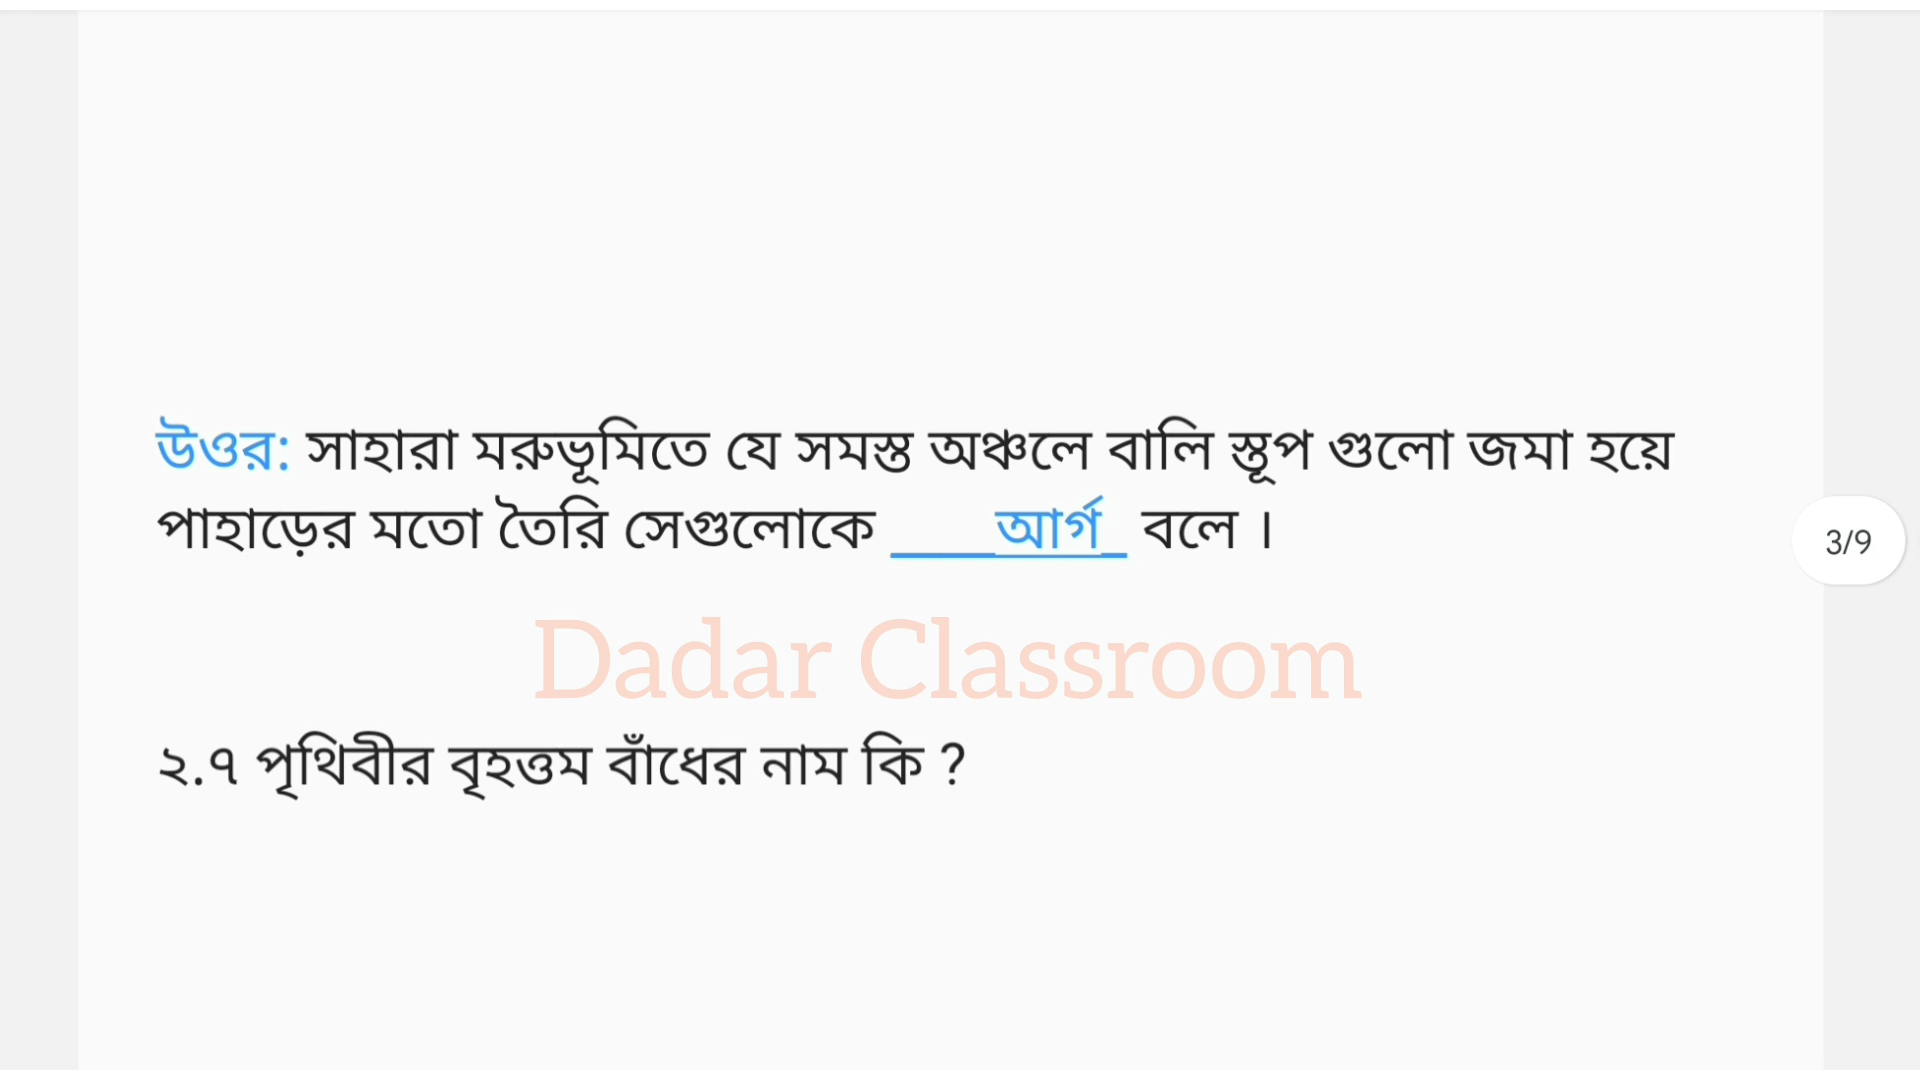 উওর: সাহারা মরুভূমিতে যে সমস্ত অঞ্চলে বালি স্তূপ গুলো জমা হয়ে
পাহাড়ের মতো তৈরি সেগুলোকে ____আর্গ_ বলে ।
3/9
Dadar Classroom
২.৭ পৃথিবীর বৃহত্তম বাঁধের নাম কি ?